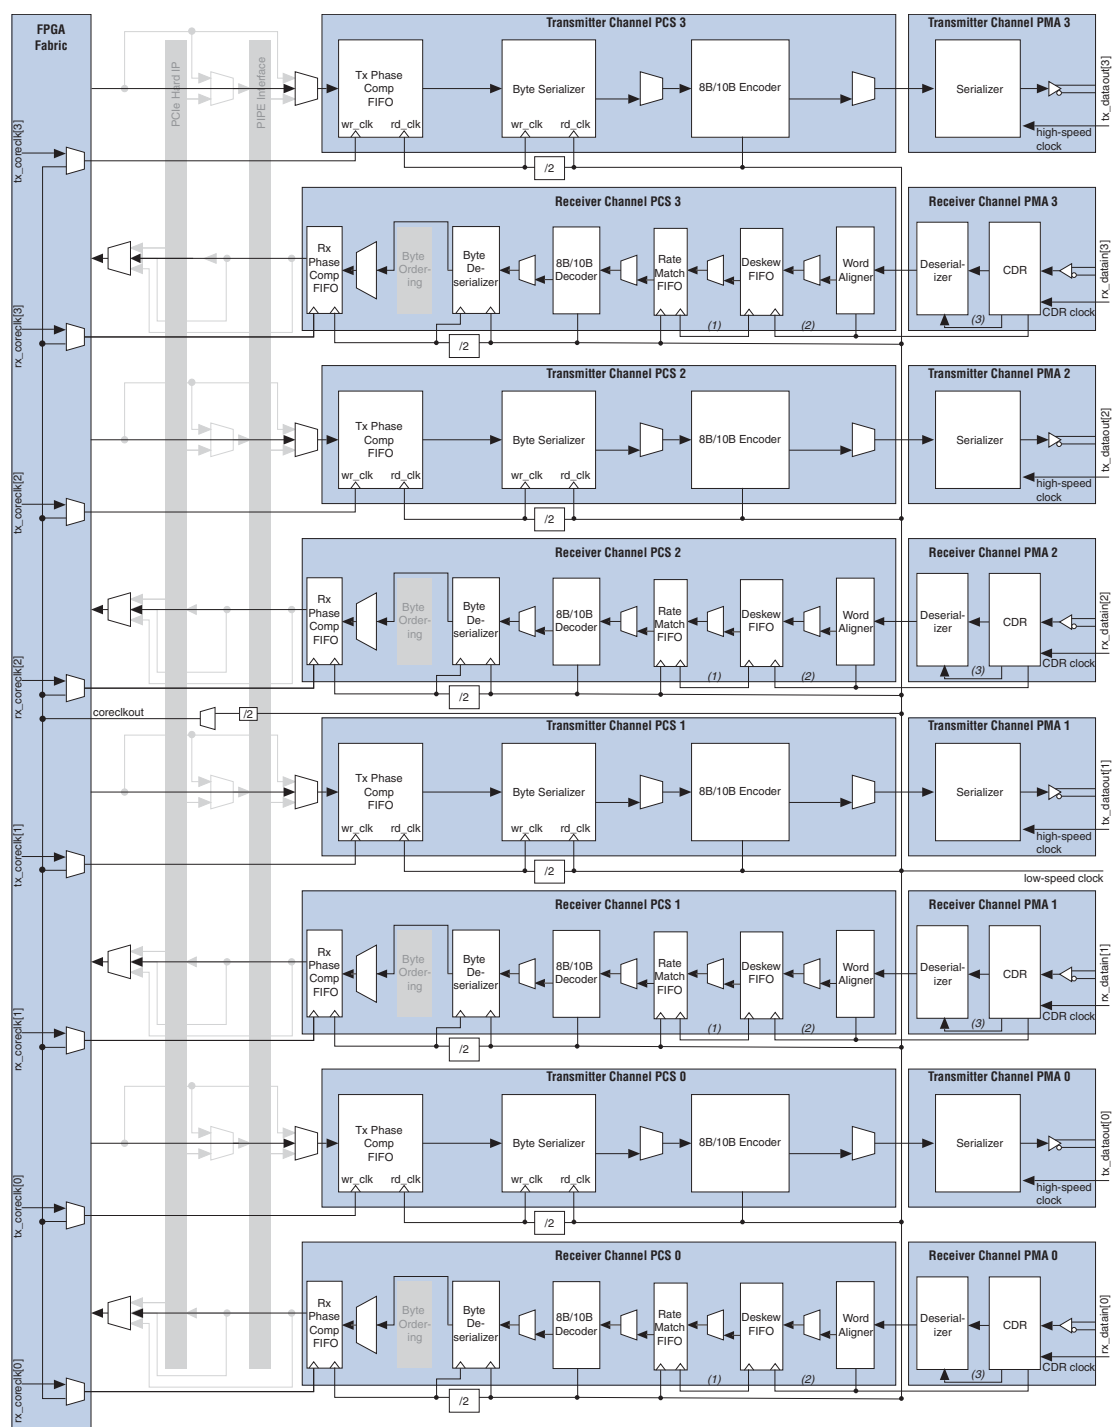 FPGA
Fabric
PCIe Hard IP
PIPE Interface
Transmitter Channel PCS 3
Tx Phase
Comp
FIFO
wr_clk
rd_clk
Byte Serializer
8B/10B Encoder
/2
Transmitter Channel PMA 3
Serializer
high-speed
clock
tx_dataout[3]
tx_coreclk[3]
Receiver Channel PCS 3
Rx
Phase
Comp
FIFO
Byte
Order-
ing
Byte
De-
serializer
8B/10B
Decoder
Rate
Match
FIFO
Deskew
FIFO
Word
Aligner
(1)
(2)
/2
Receiver Channel PMA 3
Deserial-
izer
CDR
(3)
CDR clock
rx_datain[3]
rx_coreclk[3]
Transmitter Channel PCS 2
Tx Phase
Comp
FIFO
wr_clk
rd_clk
Byte Serializer
8B/10B Encoder
/2
Transmitter Channel PMA 2
Serializer
high-speed
clock
tx_dataout[2]
tx_coreclk[2]
Receiver Channel PCS 2
Rx
Phase
Comp
FIFO
Byte
Order-
ing
Byte
De-
serializer
8B/10B
Decoder
Rate
Match
FIFO
Deskew
FIFO
Word
Aligner
(1)
(2)
/2
Receiver Channel PMA 2
Deserial-
izer
CDR
(3)
CDR clock
rx_datain[2]
rx_coreclk[2]
coreclkout
/2
Transmitter Channel PCS 1
Tx Phase
Comp
FIFO
wr_clk
rd_clk
Byte Serializer
8B/10B Encoder
/2
Transmitter Channel PMA 1
Serializer
high-speed
clock
tx_dataout[1]
tx_coreclk[1]
low-speed clock
Receiver Channel PCS 1
Rx
Phase
Comp
FIFO
Byte
Order-
ing
Byte
De-
serializer
8B/10B
Decoder
Rate
Match
FIFO
Deskew
FIFO
Word
Aligner
(1)
(2)
/2
Receiver Channel PMA 1
Deserial-
izer
CDR
(3)
CDR clock
rx_datain[1]
rx_coreclk[1]
Transmitter Channel PCS 0
Tx Phase
Comp
FIFO
wr_clk
rd_clk
Byte Serializer
8B/10B Encoder
/2
Transmitter Channel PMA 0
Serializer
high-speed
clock
tx_dataout[0]
tx_coreclk[0]
Receiver Channel PCS 0
Rx
Phase
Comp
FIFO
Byte
Order-
ing
Byte
De-
serializer
8B/10B
Decoder
Rate
Match
FIFO
Deskew
FIFO
Word
Aligner
(1)
(2)
/2
Receiver Channel PMA 0
Deserial-
izer
CDR
(3)
CDR clock
rx_datain[0]
rx_coreclk[0]